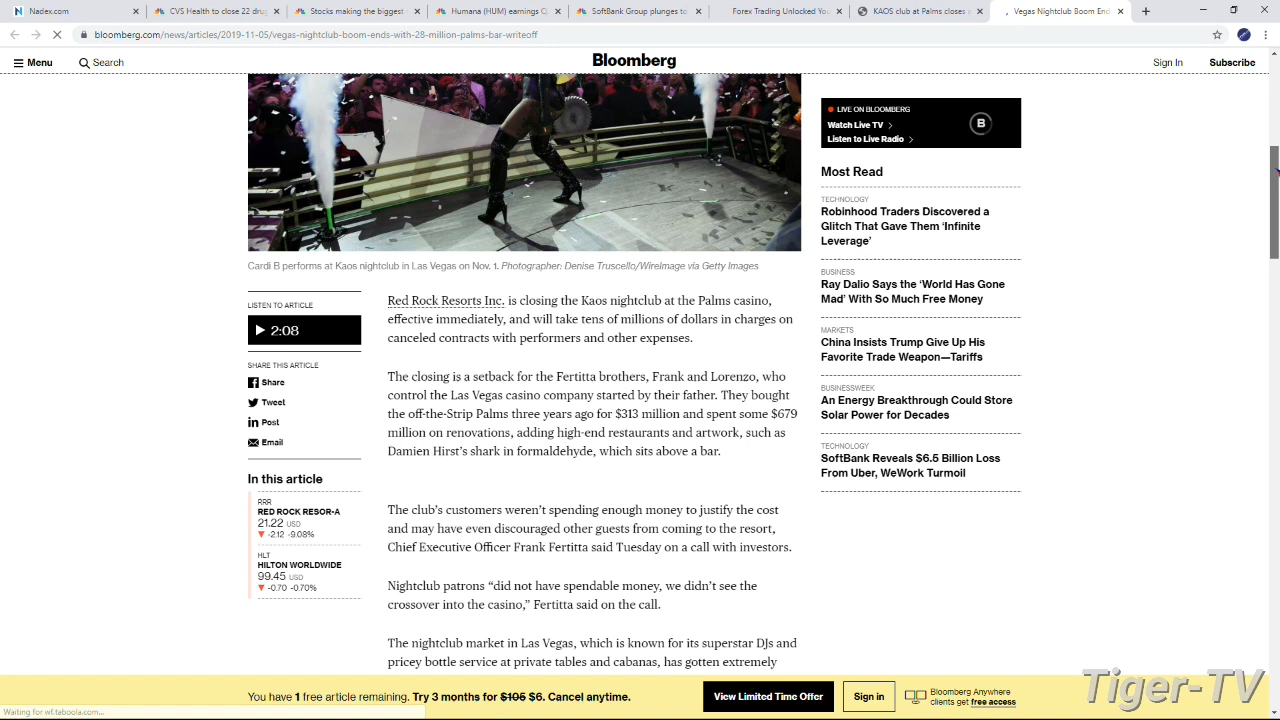 Nadex.com
CVS Health to close 22 drug
Stocks making the biggest
Humana (HUM) earnings Q
SoftBank Group plunges to
Forex Trading Unlocked
KAOS club at Palms closes
Vegas Nightclub Boom End
bloomberg.com/news/articles/2019-11-05/vegas-nightclub-boom-ends-with-28-million-palms-bar-writeoff
Menu
Search
Bloomberg
Sign In
Subscribe
Cardi B performs at Kaos nightclub in Las Vegas on Nov. 1. Photographer: Denise Truscello/WireImage via Getty Images
LISTEN TO ARTICLE
2:08
SHARE THIS ARTICLE
Share
Tweet
Post
Email
In this article
RRR
RED ROCK RESOR-A
21.22 USD
-2.12 -9.08%
HLT
HILTON WORLDWIDE
99.45 USD
-0.70 -0.70%
Red Rock Resorts Inc. is closing the Kaos nightclub at the Palms casino,
effective immediately, and will take tens of millions of dollars in charges on
canceled contracts with performers and other expenses.
The closing is a setback for the Fertitta brothers, Frank and Lorenzo, who
control the Las Vegas casino company started by their father. They bought
the off-the-Strip Palms three years ago for $313 million and spent some $679
million on renovations, adding high-end restaurants and artwork, such as
Damien Hirst's shark in formaldehyde, which sits above a bar.
The club's customers weren't spending enough money to justify the cost
and may have even discouraged other guests from coming to the resort,
Chief Executive Officer Frank Fertitta said Tuesday on a call with investors.
Nightclub patrons “did not have spendable money, we didn't see the
crossover into the casino,” Fertitta said on the call.
The nightclub market in Las Vegas, which is known for its superstar DJs and
pricey bottle service at private tables and cabanas, has gotten extremely
LIVE ON BLOOMBERG
Watch Live TV
Listen to Live Radio
B
Most Read
TECHNOLOGY
Robinhood Traders Discovered a
Glitch That Gave Them ‘Infinite
Leverage’
BUSINESS
Ray Dalio Says the ‘World Has Gone
Mad’ With So Much Free Money
MARKETS
China Insists Trump Give Up His
Favorite Trade Weapon—Tariffs
BUSINESSWEEK
An Energy Breakthrough Could Store
Solar Power for Decades
TECHNOLOGY
SoftBank Reveals $6.5 Billion Loss
From Uber, WeWork Turmoil
You have 1 free article remaining. Try 3 months for $105 $6. Cancel anytime.
View Limited Time Offer
Sign in
Bloomberg Anywhere
clients get free access
Waiting for wf.taboola.com...
Tiger-TV